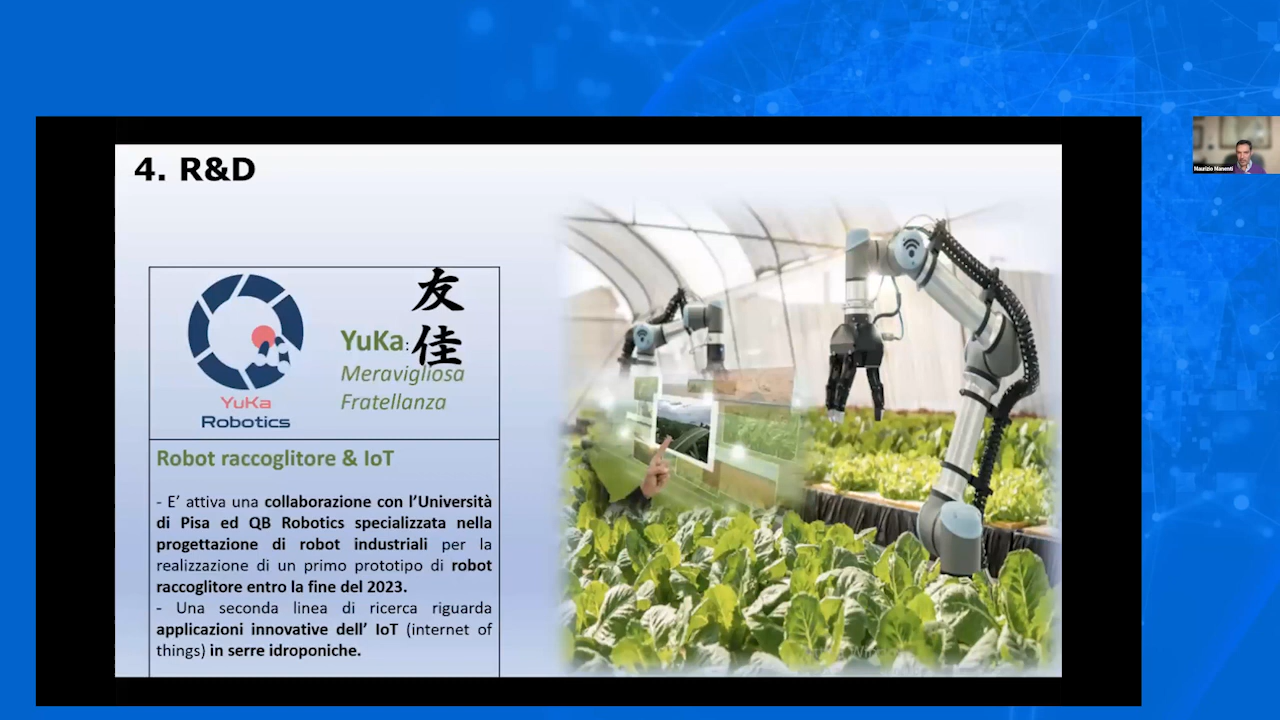 4. R&D
友
佳
YuKa:
Meravigliosa
Fratellanza
YuKa
Robotics
Robot raccoglitore & IoT
- E’ attiva una collaborazione con l’Università
di Pisa ed QB Robotics specializzata nella
progettazione di robot industriali per la
realizzazione di un primo prototipo di robot
raccoglitore entro la fine del 2023.
- Una seconda linea di ricerca riguarda
applicazioni innovative dell’ IoT (internet of
things) in serre idroponiche.
Maurizio Manenti